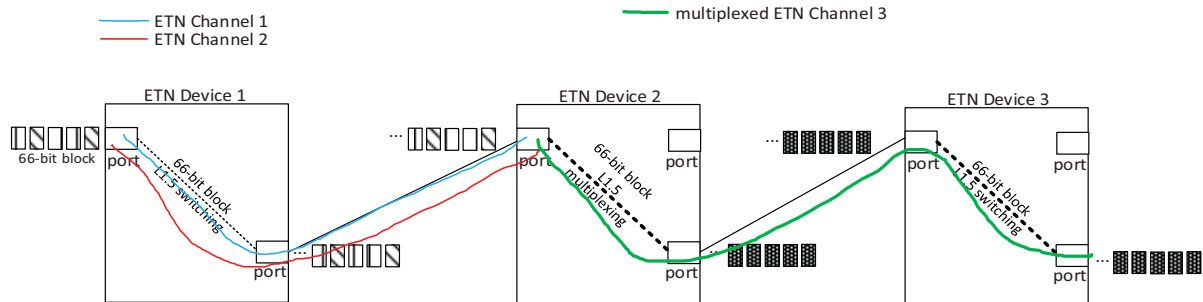 ETN Channel 1
ETN Channel 2
multiplexed ETN Channel 3
ETN Device 1
66-bit block
port
66-bit block
L1.5 switching
port
...
...
ETN Device 2
port
66-bit block
L1.5
multiplexing
port
...
...
ETN Device 3
port
port
66-bit block
L1.5 switching
port
...